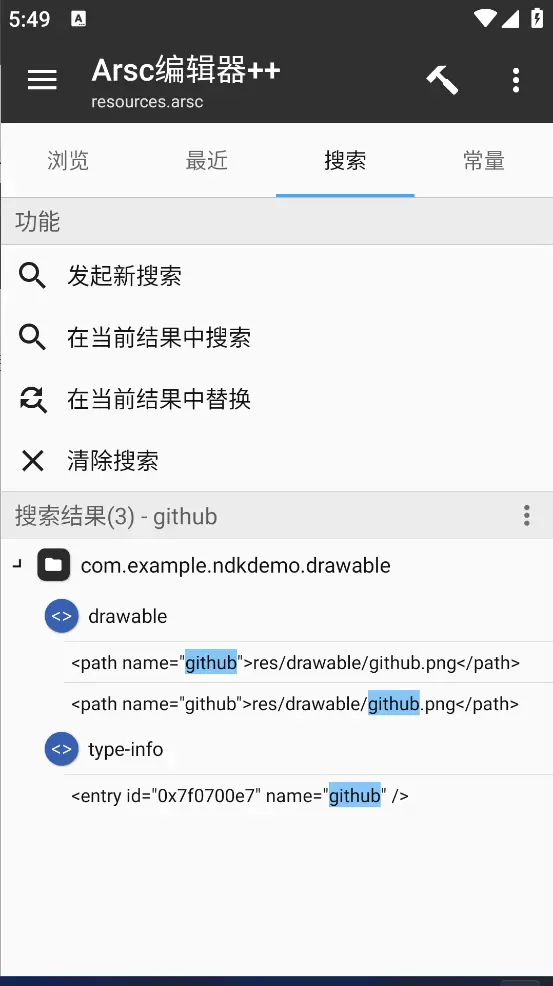 5:49 A
Arsc编辑器++
resources.arsc
浏览 最近 搜索 常量
功能
发起新搜索
在当前结果中搜索
在当前结果中替换
清除搜索
搜索结果(3) - github
com.example.ndkdemo.drawable
<> drawable
<path name="github">res/drawable/github.png</path>
<path name="github">res/drawable/github.png</path>
<> type-info
<entry id="0x7f0700e7" name="github" />